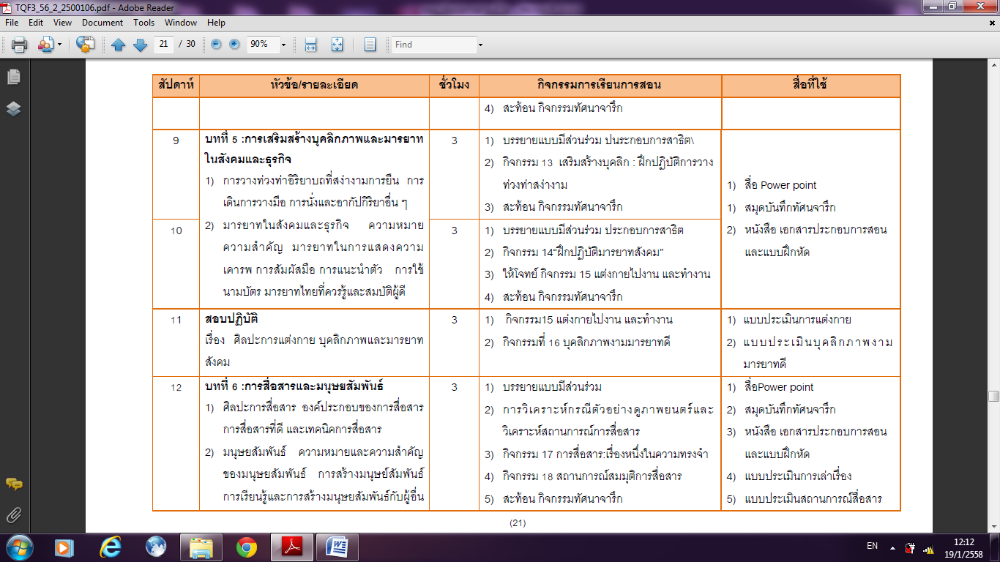 TQF3_56_2_2500106.pdf - Adobe Reader
File Edit View Document Tools Window Help
21 / 30 90% Find
สัปดาห์ หัวข้อ/รายละเอียด ชั่วโมง กิจกรรมการเรียนการสอน สื่อที่ใช้
4) สะท้อน กิจกรรมทัศนาจารึก
9
บทที่ 5 :การเสริมสร้างบุคลิกภาพและมารยาท
ในสังคมและธุรกิจ
1) การวางท่วงท่าอิริยาบถที่สง่างามการยืน การ
เดินการวางมือ การนั่งและอากัปกิริยาอื่น ๆ
2) มารยาทในสังคมและธุรกิจ ความหมาย
ความสำคัญ มารยาทในการแสดงความ
เคารพ การสัมผัสมือ การแนะนำตัว การใช้
นามบัตร มารยาทไทยที่ควรรู้และสมบัติผู้ดี
3
1) บรรยายแบบมีส่วนร่วม ปนระกอบการสาธิต\
2) กิจกรรม 13 เสริมสร้างบุคลิก : ฝึกปฏิบัติการวาง
ท่วงท่าสง่างาม
3) สะท้อน กิจกรรมทัศนาจารึก
1) สื่อ Power point
1) สมุดบันทึกทัศนจารึก
2) หนังสือ เอกสารประกอบการสอน
และแบบฝึกหัด
10
3
1) บรรยายแบบมีส่วนร่วม ประกอบการสาธิต
2) กิจกรรม 14“ฝึกปฏิบัติมารยาทสังคม”
3) ให้โจทย์ กิจกรรม 15 แต่งกายไปงาน และทำงาน
4) สะท้อน กิจกรรมทัศนาจารึก
11
สอบปฏิบัติ
เรื่อง ศิลปะการแต่งกาย บุคลิกภาพและมารยาท
สังคม
3
1) กิจกรรม15 แต่งกายไปงาน และทำงาน
2) กิจกรรมที่ 16 บุคลิกภาพงามมารยาทดี
1) แบบประเมินการแต่งกาย
2) แบบประเมินบุคลิกภาพงาม
มารยาทดี
12
บทที่ 6 :การสื่อสารและมนุษยสัมพันธ์
1) ศิลปะการสื่อสาร องค์ประกอบของการสื่อสาร
การสื่อสารที่ดี และเทคนิคการสื่อสาร
2) มนุษยสัมพันธ์ ความหมายและความสำคัญ
ของมนุษยสัมพันธ์ การสร้างมนุษย์สัมพันธ์
การเรียนรู้และการสร้างมนุษยสัมพันธ์กับผู้อื่น
3
1) บรรยายแบบมีส่วนร่วม
2) การวิเคราะห์กรณีตัวอย่างดูภาพยนตร์และ
วิเคราะห์สถานการณ์การสื่อสาร
3) กิจกรรม 17 การสื่อสาร:เรื่องหนึ่งในความทรงจำ
4) กิจกรรม 18 สถานการณ์สมมุติการสื่อสาร
5) สะท้อน กิจกรรมทัศนาจารึก
1) สื่อPower point
2) สมุดบันทึกทัศนจารึก
3) หนังสือ เอกสารประกอบการสอน
และแบบฝึกหัด
4) แบบประเมินการเล่าเรื่อง
5) แบบประเมินสถานการณ์สื่อสาร
(21)
EN
12:12
19/1/2558